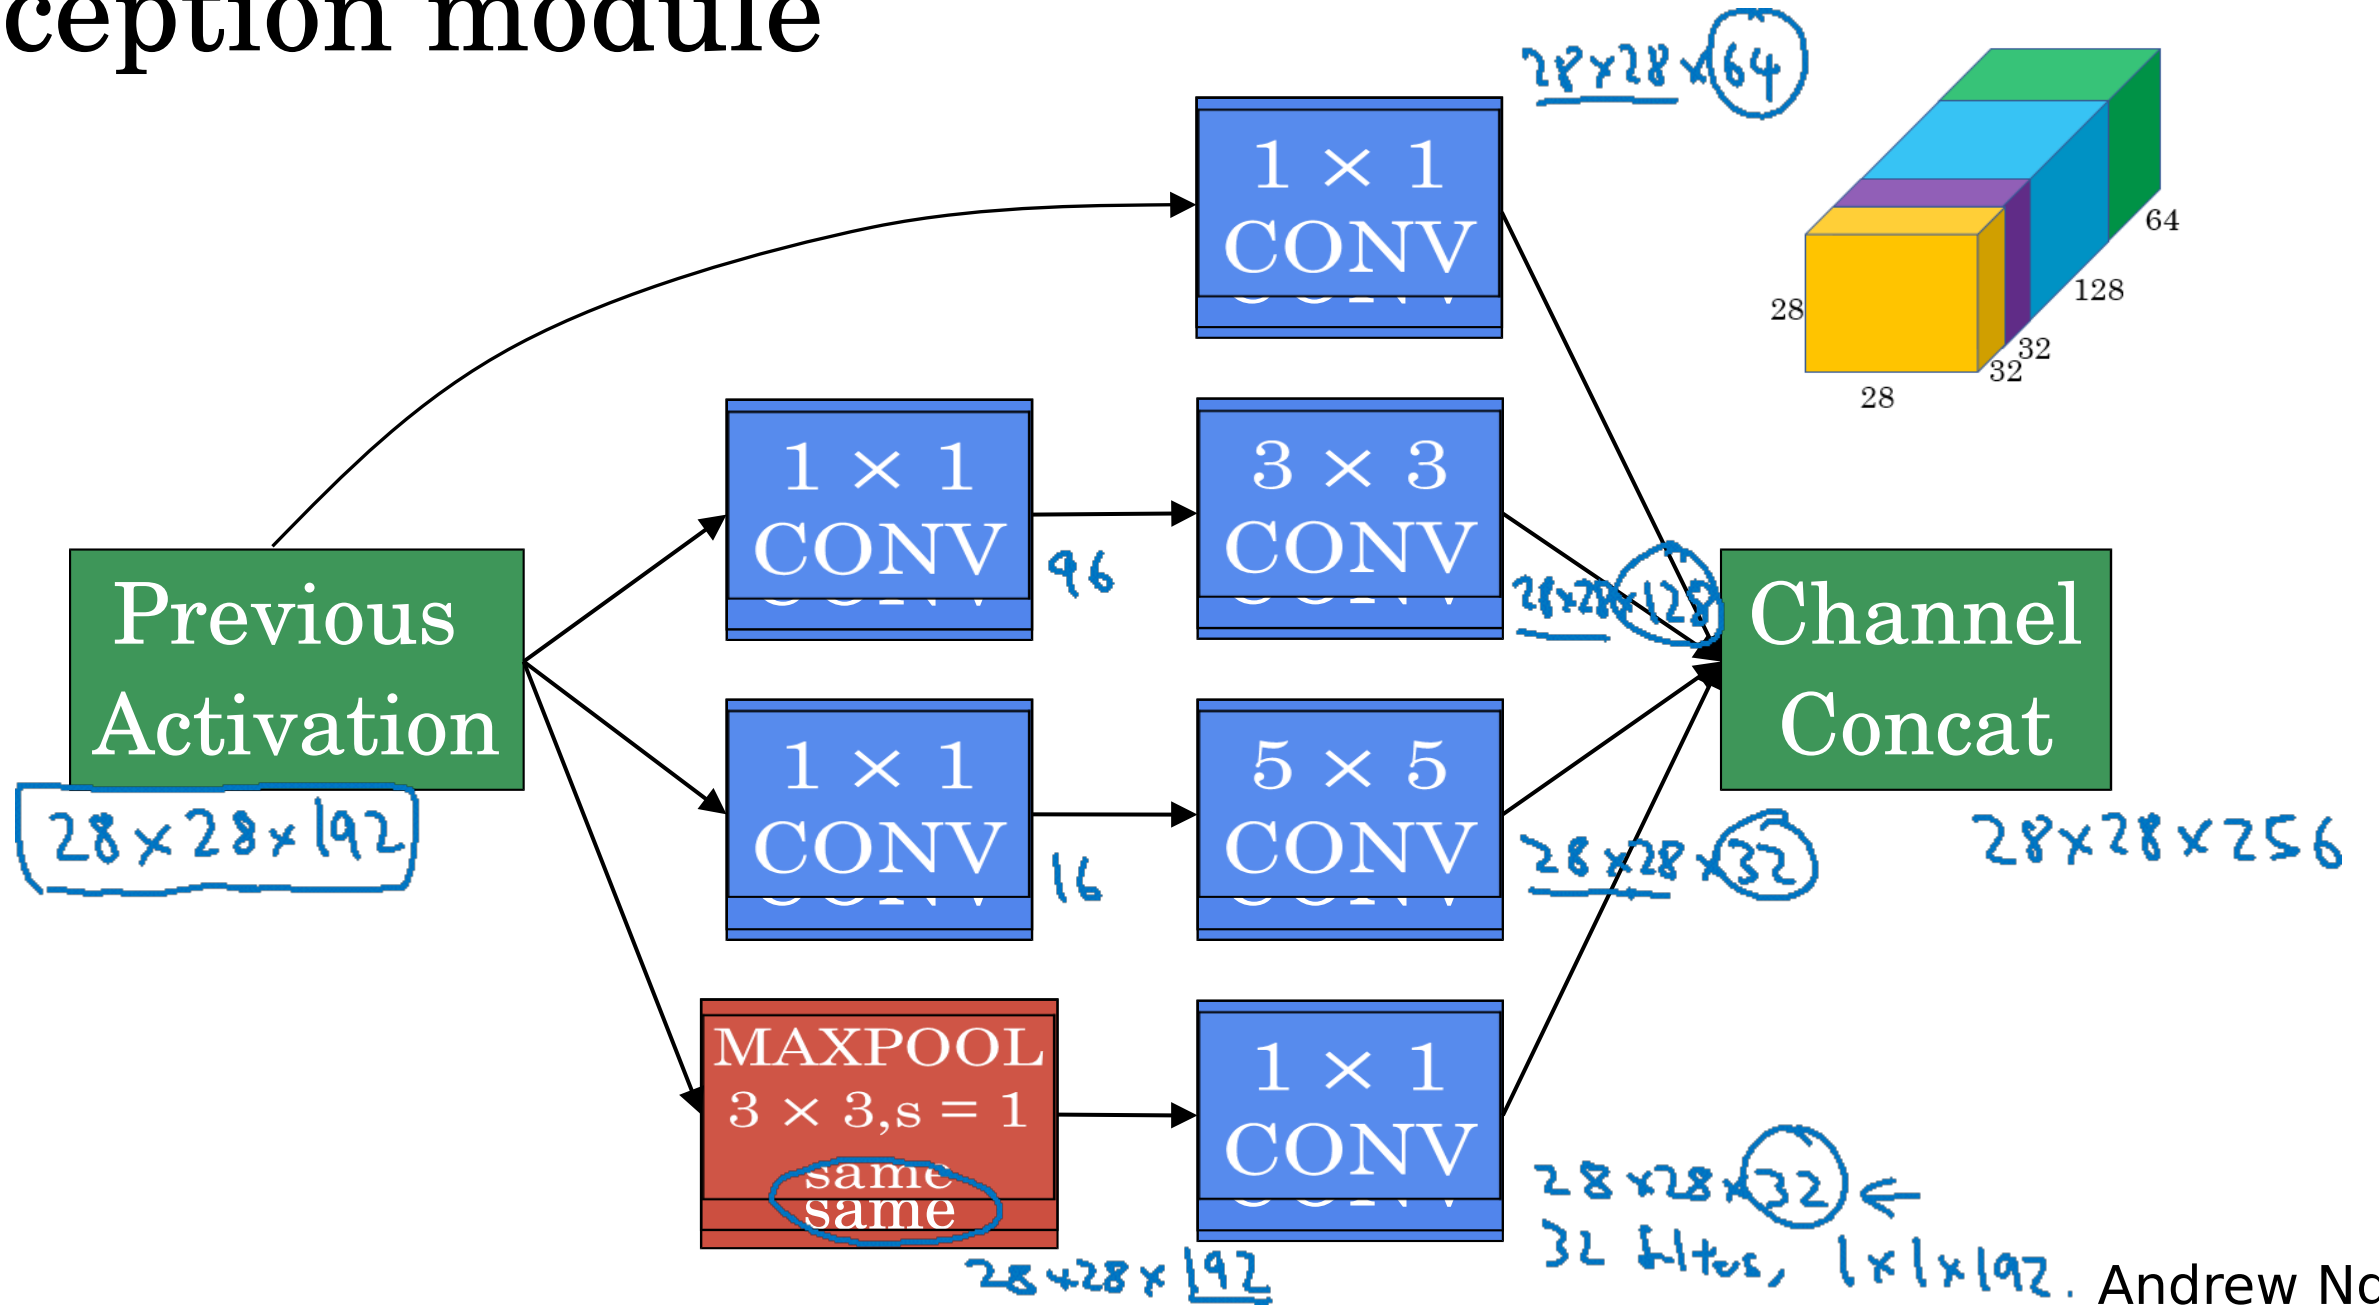 ception module
28×28×64
64
128
32
32
28
28
1 × 1
CONV
1 × 1
CONV
96
3 × 3
CONV
28×28×128
Previous
Activation
28×28×192
Channel
Concat
28×28×256
1 × 1
CONV
16
5 × 5
CONV
28×28×32
MAXPOOL
3 × 3,s = 1
same
same
28×28×192
1 × 1
CONV
28×28×32 ←
32 filters, 1×1×192.
Andrew